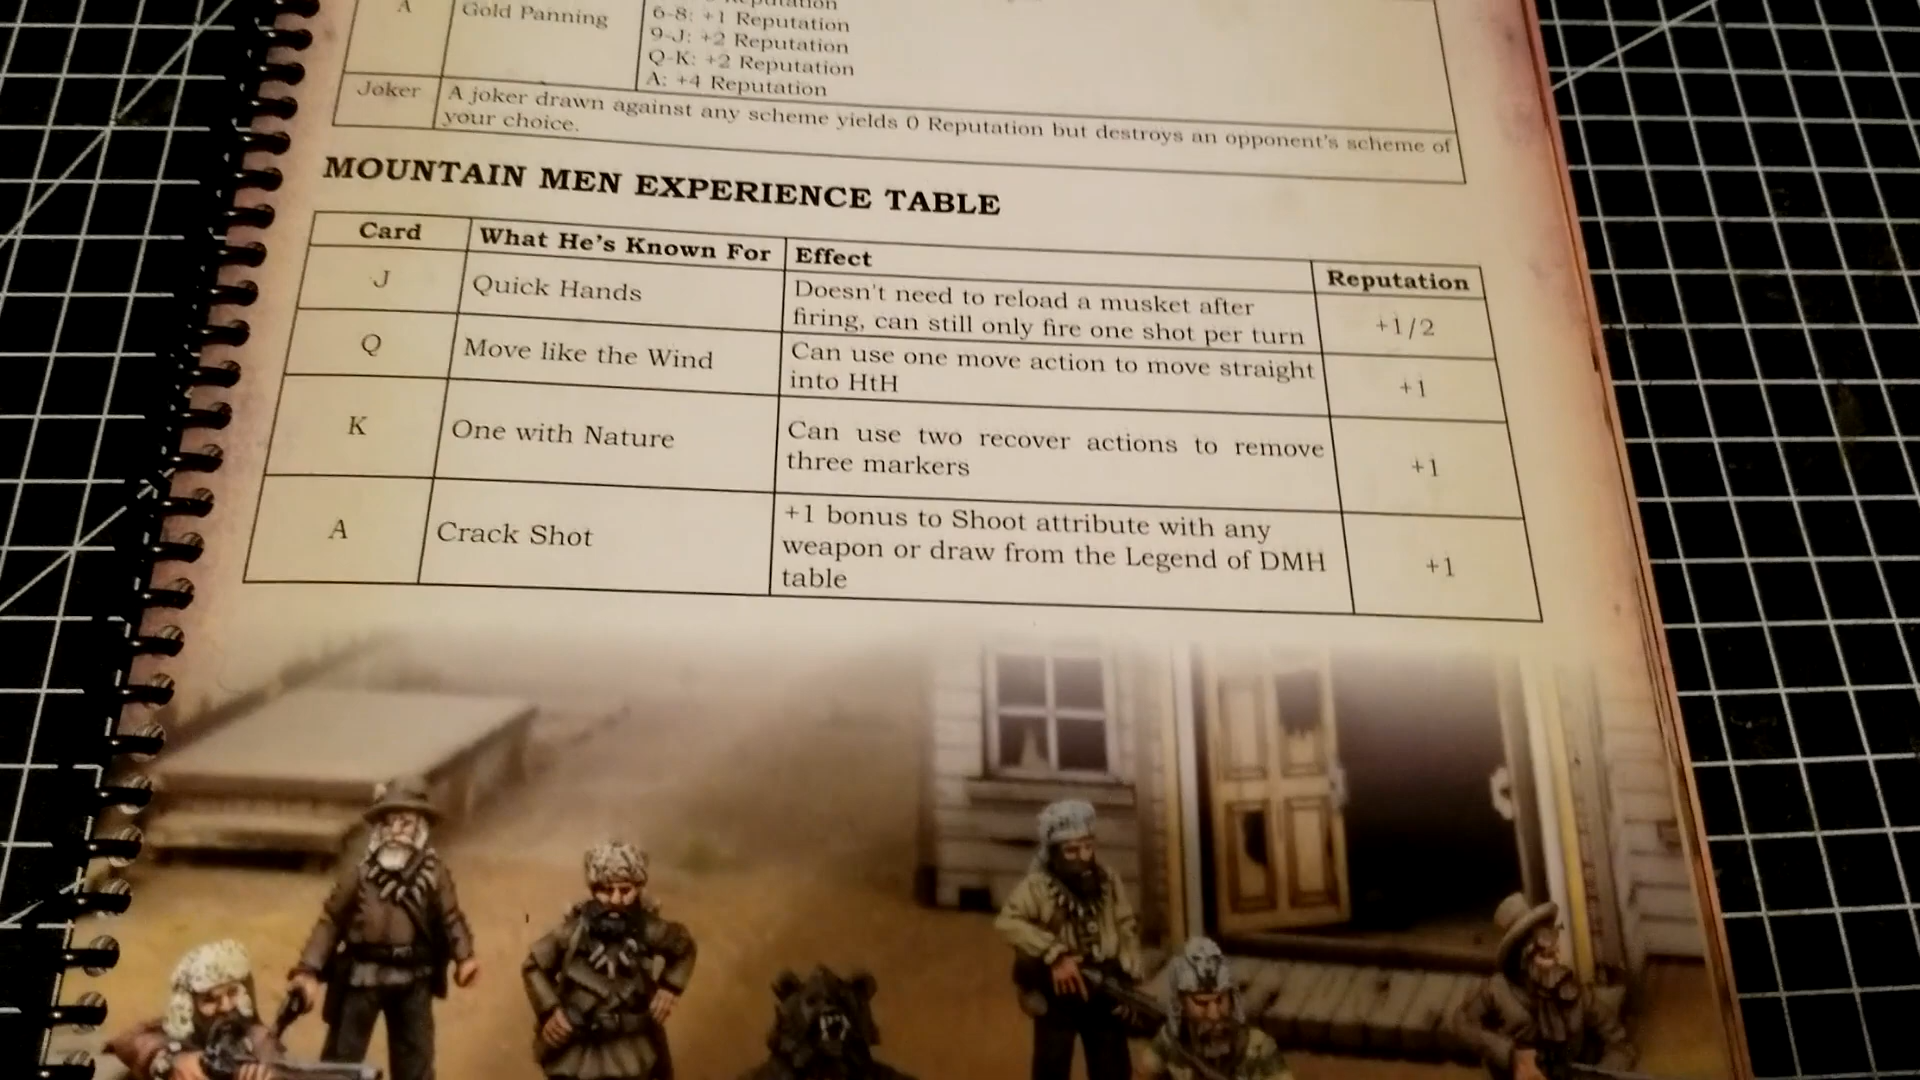 A
Gold Panning
6-8: +1 Reputation
9-J: +2 Reputation
Q-K: +2 Reputation
A: +4 Reputation
Joker
A joker drawn against any scheme yields 0 Reputation but destroys an opponent's scheme of
your choice.
MOUNTAIN MEN EXPERIENCE TABLE
Card
What He's Known For
Effect
Reputation
J
Quick Hands
Doesn't need to reload a musket after
firing, can still only fire one shot per turn
+1/2
Q
Move like the Wind
Can use one move action to move straight
into HtH
+1
K
One with Nature
Can use two recover actions to remove
three markers
+1
A
Crack Shot
+1 bonus to Shoot attribute with any
weapon or draw from the Legend of DMH
table
+1